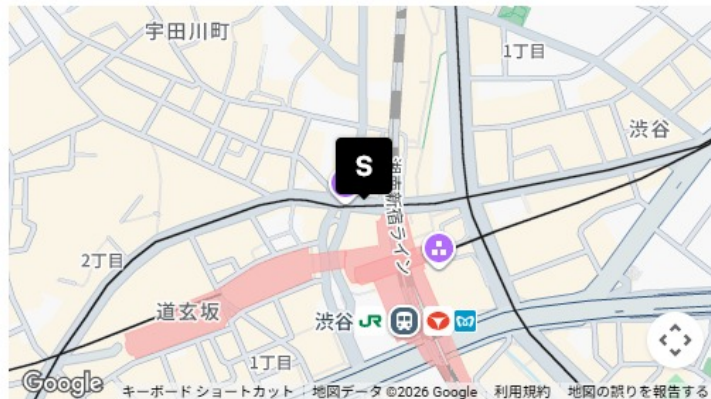 宇田川町
1丁目
渋谷
S
湘南新宿ライン
2丁目
道玄坂
渋谷 JR
1丁目
Google
キーボード ショートカット 地図データ ©2026 Google 利用規約 地図の誤りを報告する